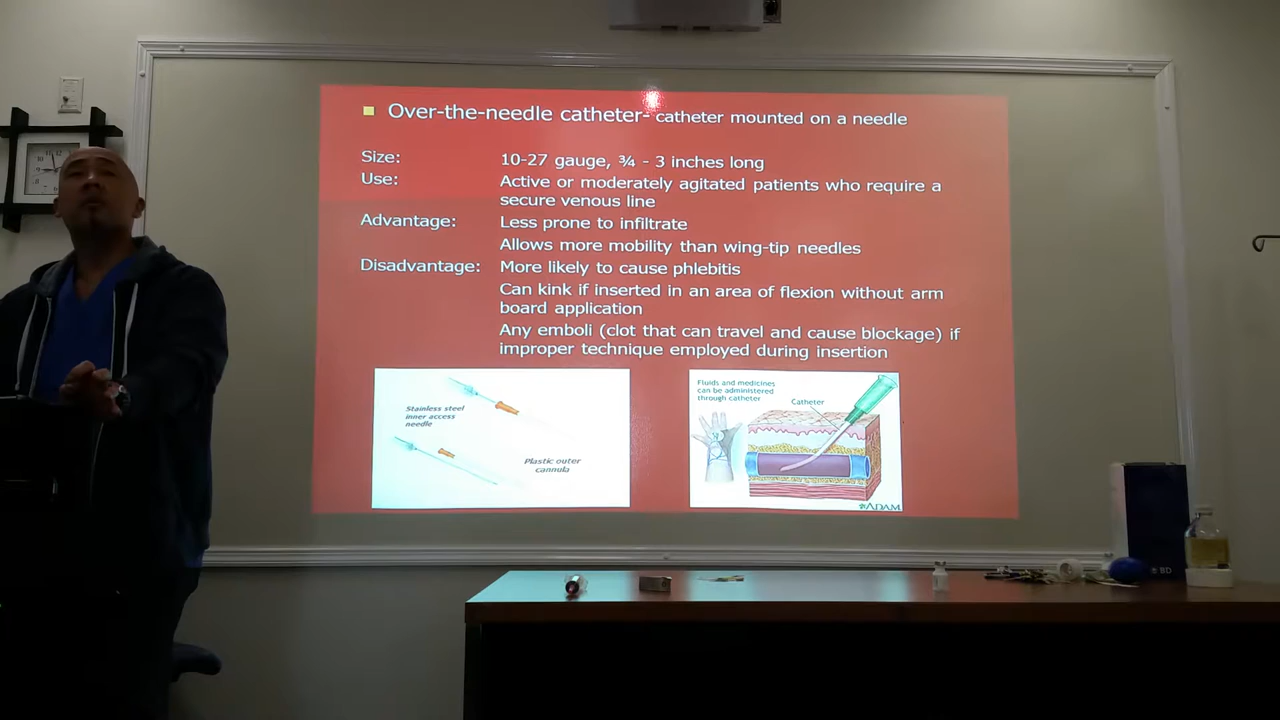 Over-the-needle catheter- catheter mounted on a needle
Size: 10-27 gauge, ¾ - 3 inches long
Use: Active or moderately agitated patients who require a
secure venous line
Advantage: Less prone to infiltrate
Allows more mobility than wing-tip needles
Disadvantage: More likely to cause phlebitis
Can kink if inserted in an area of flexion without arm
board application
Any emboli (clot that can travel and cause blockage) if
improper technique employed during insertion
Stainless steel
inner access
needle
Plastic outer
cannula
Fluids and medicines
can be administered
through catheter
Catheter
ADAM
BD